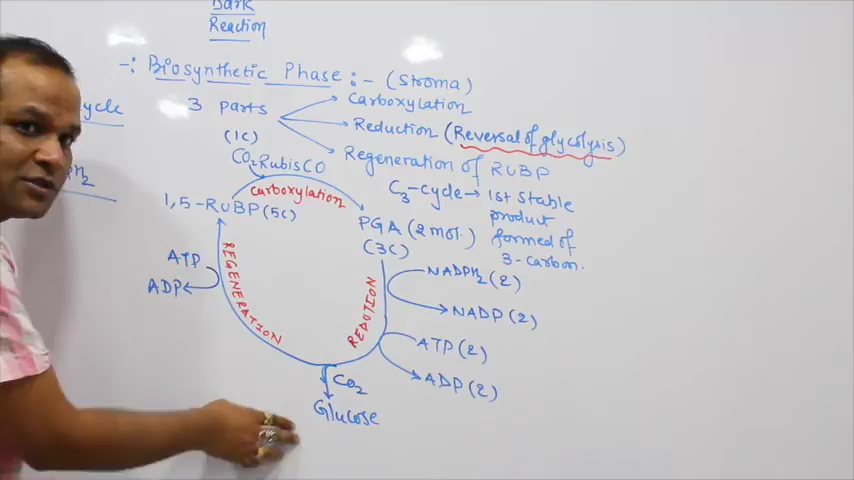 Dark
Reaction
-: Biosynthetic Phase :- (Stroma)
ycle
3 parts
Carboxylation
Reduction (Reversal of glycolysis)
Regeneration of RUBP
(1C)
CO2 RubisCO
H2
carboxylation
1,5-RUBP(5C)
PGA (2 mol.)
(3C)
C3-cycle → 1st Stable
product
formed of
3-carbon.
ATP
ADP
REGENERATION
REDUTION
NADPH2 (2)
NADP (2)
ATP (2)
ADP (2)
CO2
Glucose